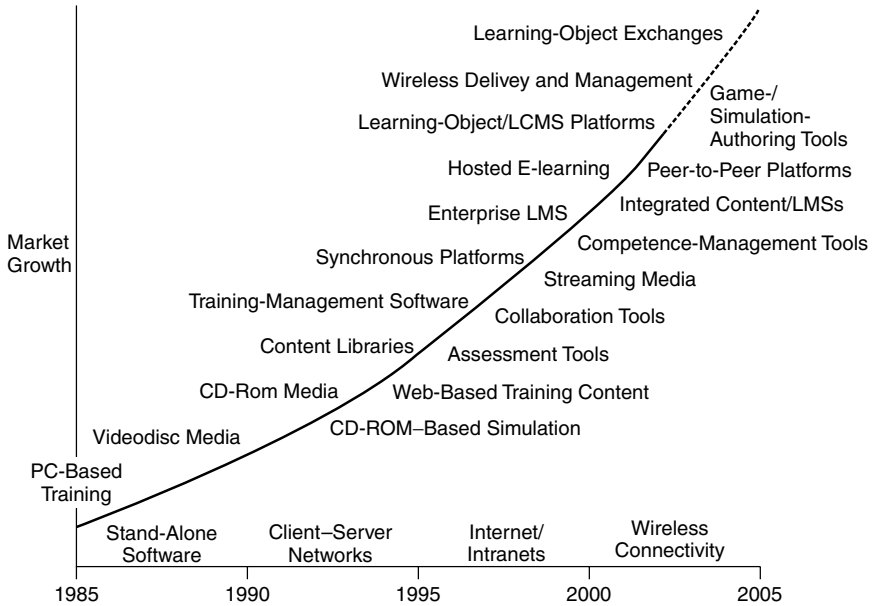 Learning-Object Exchanges
Wireless Delivey and Management
Game-/
Simulation-
Authoring Tools
Learning-Object/LCMS Platforms
Hosted E-learning
Peer-to-Peer Platforms
Integrated Content/LMSs
Enterprise LMS
Market
Growth
Competence-Management Tools
Synchronous Platforms
Streaming Media
Training-Management Software
Collaboration Tools
Content Libraries
Assessment Tools
CD-Rom Media
Web-Based Training Content
CD-ROM–Based Simulation
Videodisc Media
PC-Based
Training
Stand-Alone
Software
Client–Server
Networks
Internet/
Intranets
Wireless
Connectivity
1985
1990
1995
2000
2005